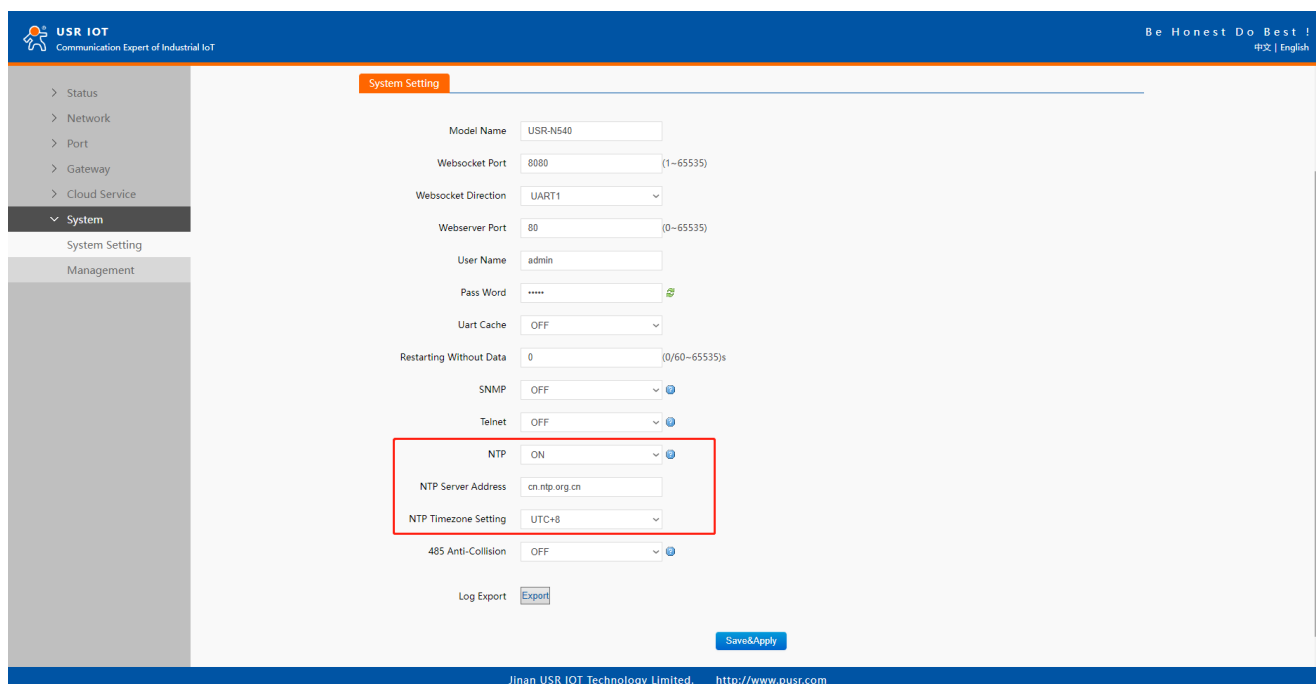 USR IOT
Communication Expert of Industrial IoT
Be Honest Do Best !
中文 | English
Status
Network
Port
Gateway
Cloud Service
System
System Setting
Management
System Setting
Model Name USR-N540
Websocket Port 8080 (1~65535)
Websocket Direction UART1
Webserver Port 80 (0~65535)
User Name admin
Pass Word •••••
Uart Cache OFF
Restarting Without Data 0 (0/60~65535)s
SNMP OFF
Telnet OFF
NTP ON
NTP Server Address cn.ntp.org.cn
NTP Timezone Setting UTC+8
485 Anti-Collision OFF
Log Export Export
Save&Apply
Jinan USR IOT Technology Limited. http://www.pusr.com